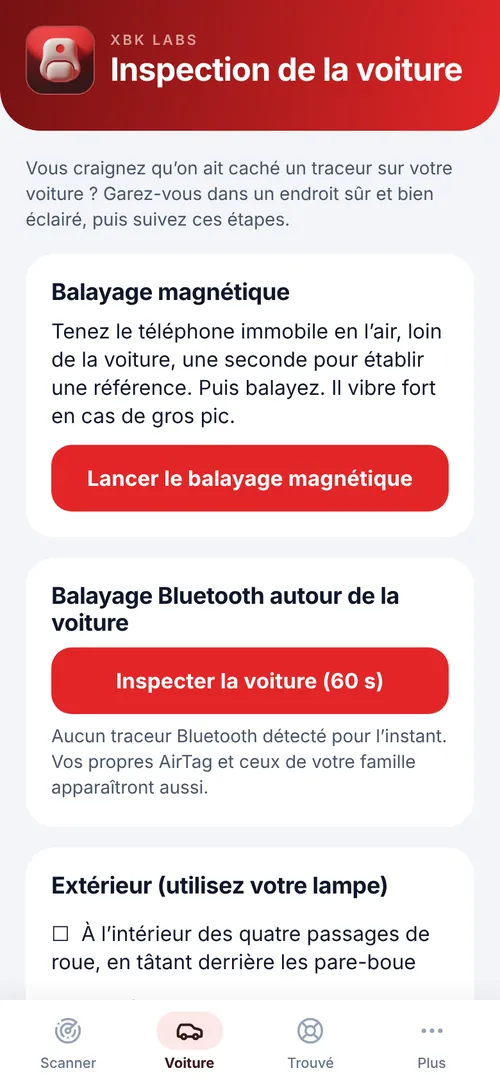 XBK LABS
Inspection de la voiture
Vous craignez qu’on ait caché un traceur sur votre
voiture ? Garez-vous dans un endroit sûr et bien
éclairé, puis suivez ces étapes.
Balayage magnétique
Tenez le téléphone immobile en l’air, loin
de la voiture, une seconde pour établir
une référence. Puis balayez. Il vibre fort
en cas de gros pic.
Lancer le balayage magnétique
Balayage Bluetooth autour de la
voiture
Inspecter la voiture (60 s)
Aucun traceur Bluetooth détecté pour l’instant.
Vos propres AirTag et ceux de votre famille
apparaîtront aussi.
Extérieur (utilisez votre lampe)
☐ À l’intérieur des quatre passages de
roue, en tâtant derrière les pare-boue
Scanner
Voiture
Trouvé
Plus